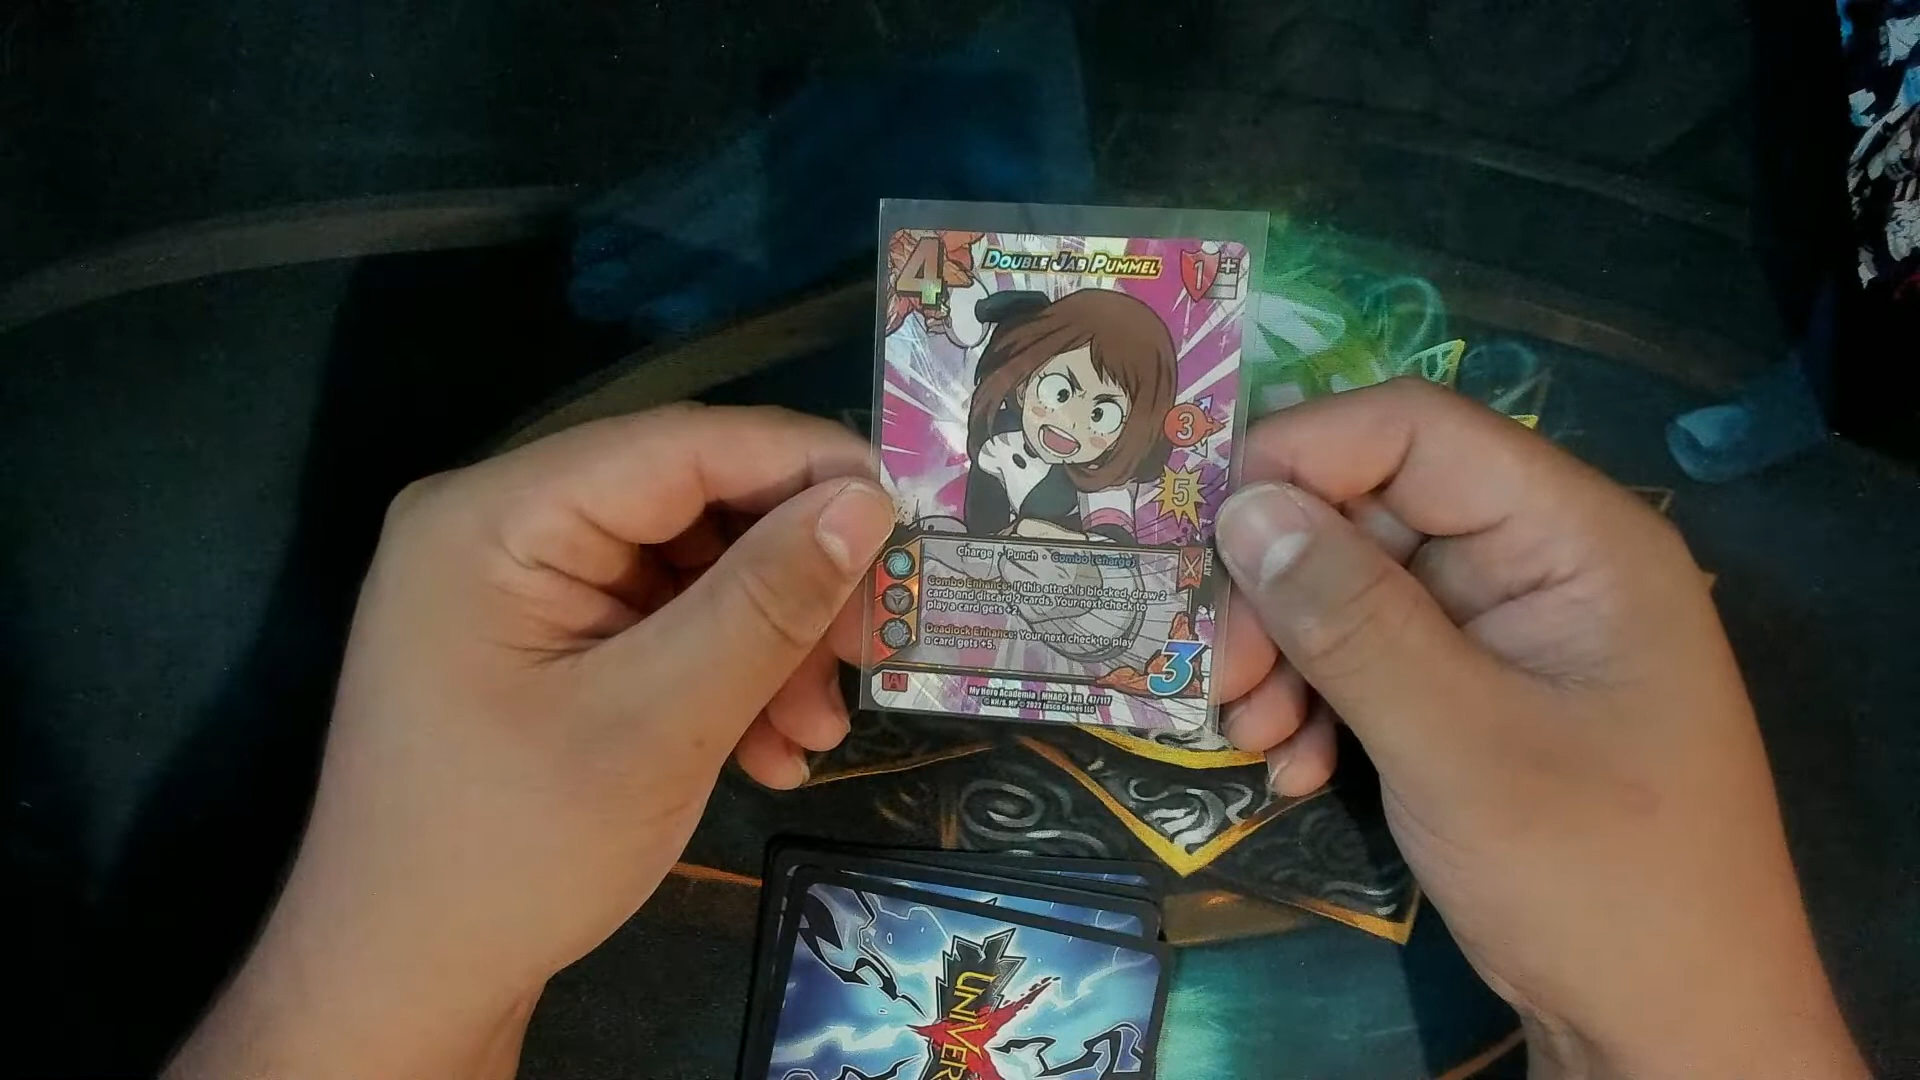 4
DOUBLE JAB PUMMEL
1+
3
5
Charge • Punch • Combo (Charge)
ATTACK
Combo Enhance: If this attack is blocked, draw 2
cards and discard 2 cards. Your next check to
play a card gets +2.
Deadlock Enhance: Your next check to play
a card gets +5.
3
My Hero Academia MHA02 XR 47/117
© 2022 Jasco Games LLC
UNIVER